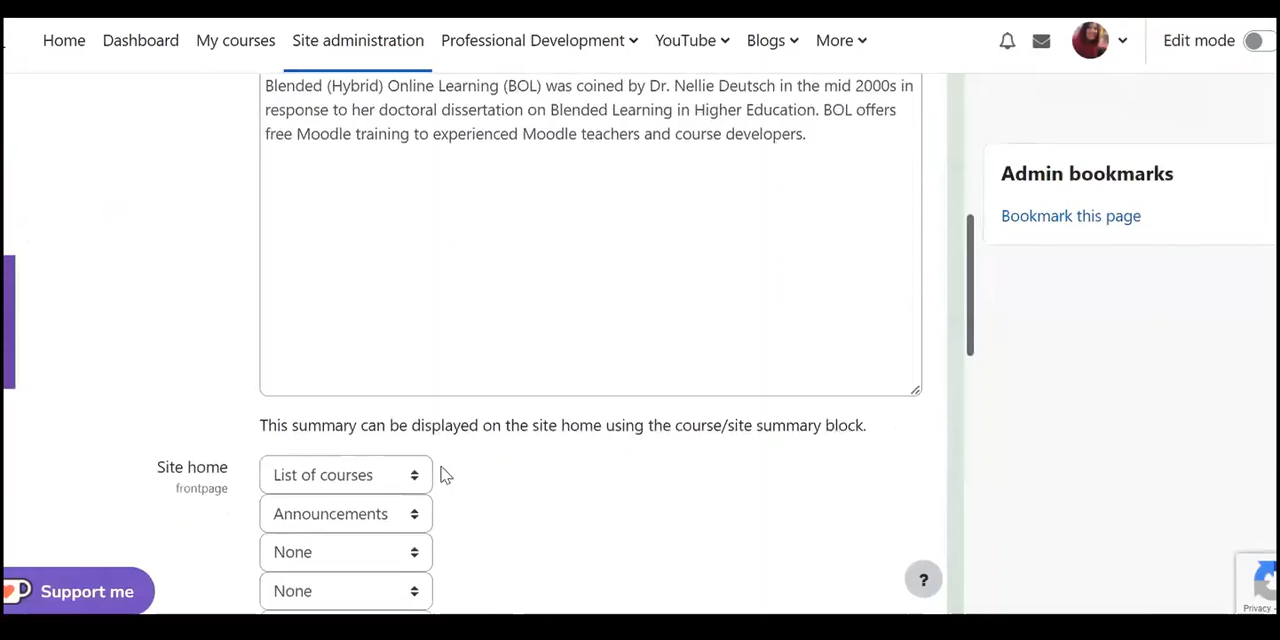 Home Dashboard My courses Site administration Professional Development YouTube Blogs More Edit mode
Blended (Hybrid) Online Learning (BOL) was coined by Dr. Nellie Deutsch in the mid 2000s in
response to her doctoral dissertation on Blended Learning in Higher Education. BOL offers
free Moodle training to experienced Moodle teachers and course developers.
Admin bookmarks
Bookmark this page
This summary can be displayed on the site home using the course/site summary block.
Site home
frontpage
List of courses
Announcements
None
None
Support me
?
Privacy -